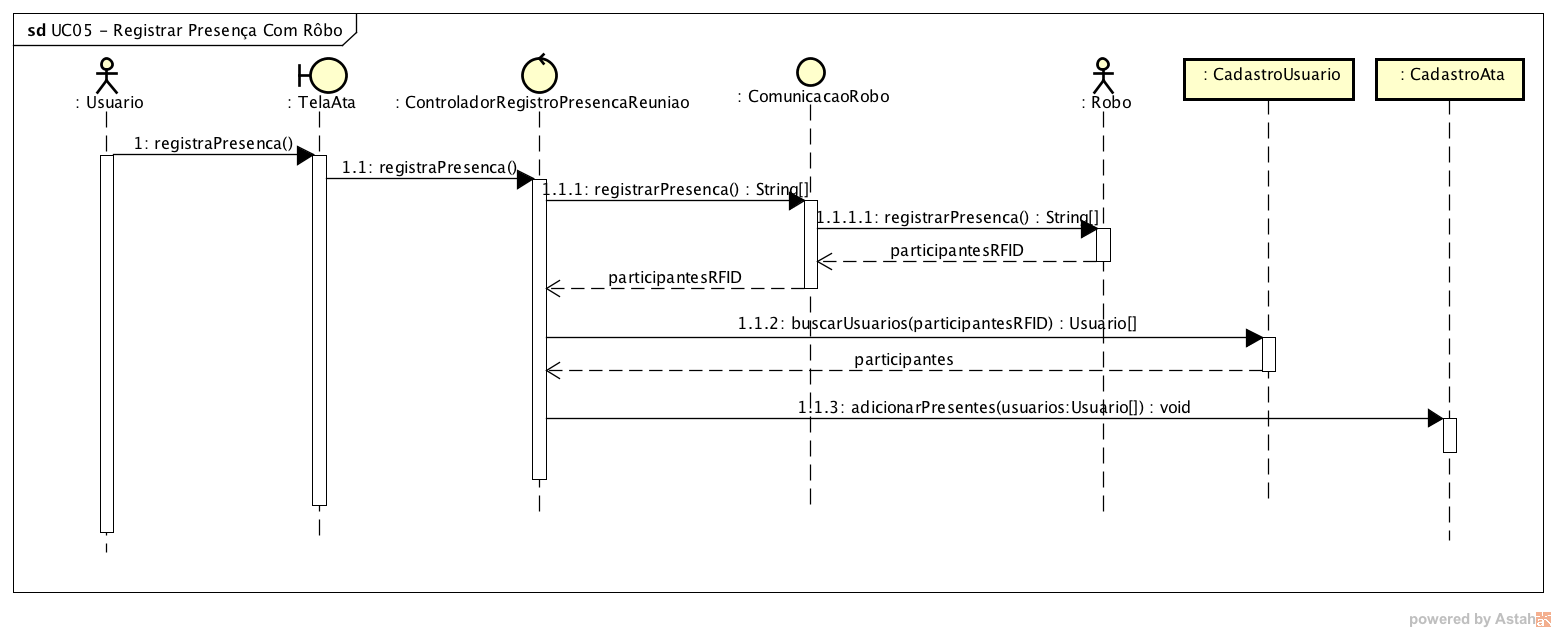 sd UC05 - Registrar Presença Com Rôbo
: Usuario
: TelaAta
: ControladorRegistroPresencaReuniao
: ComunicacaoRobo
: Robo
: CadastroUsuario
: CadastroAta
1: registraPresenca()
1.1: registraPresenca()
1.1.1: registrarPresenca() : String[]
1.1.1.1: registrarPresenca() : String[]
participantesRFID
participantesRFID
1.1.2: buscarUsuarios(participantesRFID) : Usuario[]
participantes
1.1.3: adicionarPresentes(usuarios:Usuario[]) : void
powered by Astah